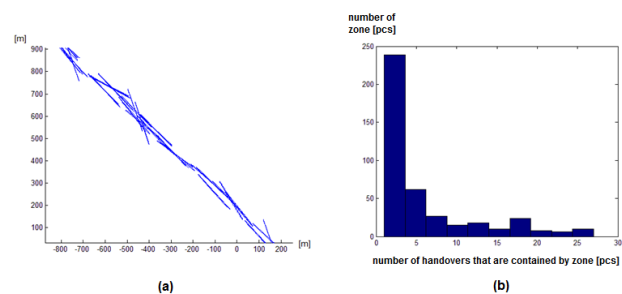 [m]
900
800
700
600
500
400
300
200
100
-800 -700 -600 -500 -400 -300 -200 -100 0 100 200 [m]
(a)
number of
zone [pcs]
250
200
150
100
50
0
0 5 10 15 20 25 30
number of handovers that are contained by zone [pcs]
(b)